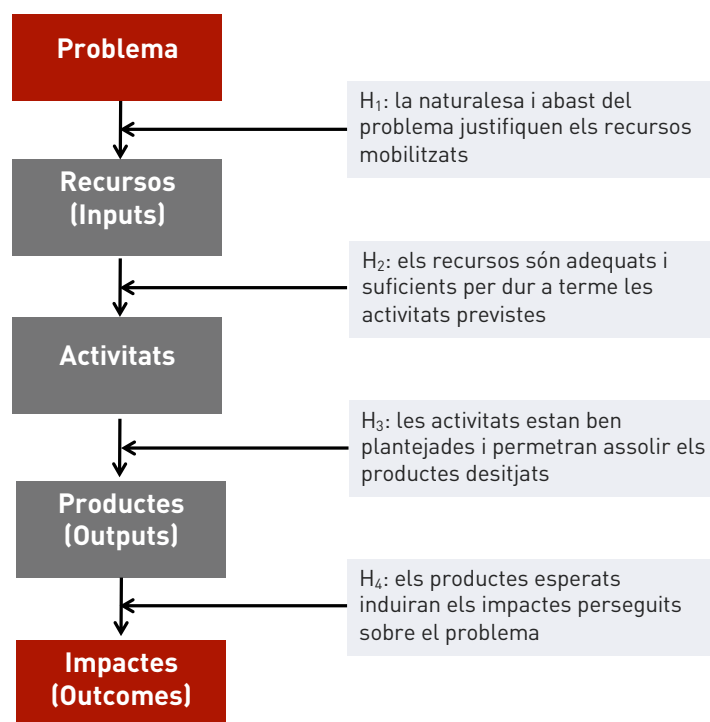 Problema
H₁: la naturalesa i abast del
problema justifiquen els recursos
mobilitzats
Recursos
(Inputs)
H₂: els recursos són adequats i
suficients per dur a terme les
activitats previstes
Activitats
H₃: les activitats estan ben
plantejades i permetran assolir els
productes desitjats
Productes
(Outputs)
H₄: els productes esperats
induiran els impactes perseguits
sobre el problema
Impactes
(Outcomes)